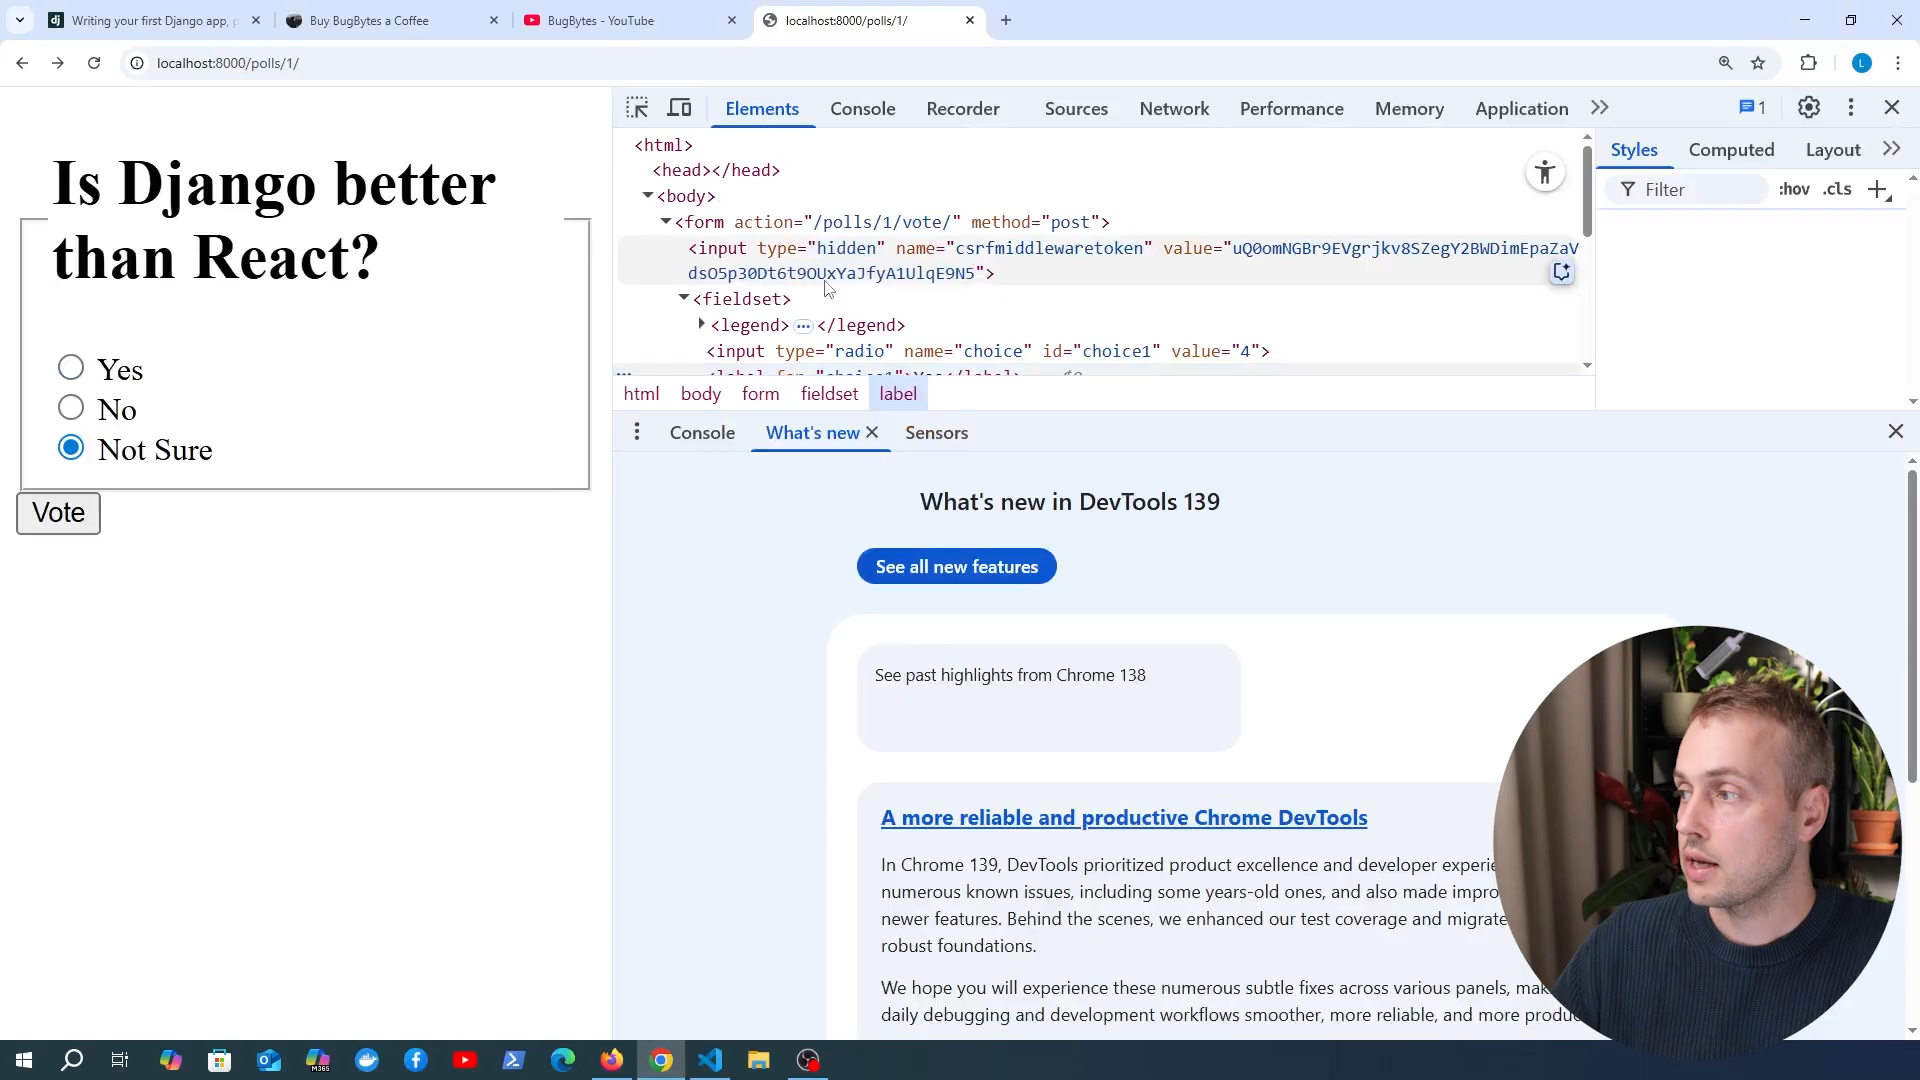 Writing your first Django app, p
Buy BugBytes a Coffee
BugBytes - YouTube
localhost:8000/polls/1/
localhost:8000/polls/1/
L
Is Django better
than React?
Yes
No
Not Sure
Vote
Elements
Console
Recorder
Sources
Network
Performance
Memory
Application
1
<html>
<head></head>
<body>
<form action="/polls/1/vote/" method="post">
<input type="hidden" name="csrfmiddlewaretoken" value="uQ0omNGBr9EVgrjkv8SZegY2BWDimEpaZaV
dsO5p30Dt6t9OUxYaJfyA1UlqE9N5">
<fieldset>
<legend> ••• </legend>
<input type="radio" name="choice" id="choice1" value="4">
html
body
form
fieldset
label
Styles
Computed
Layout
Filter
:hov
.cls
Console
What's new
Sensors
What's new in DevTools 139
See all new features
See past highlights from Chrome 138
A more reliable and productive Chrome DevTools
In Chrome 139, DevTools prioritized product excellence and developer
numerous known issues, including some years-old ones, and also made
newer features. Behind the scenes, we enhanced our test coverage and
robust foundations.
We hope you will experience these numerous subtle fixes across various panels,
daily debugging and development workflows smoother, more reliable, and more
M365